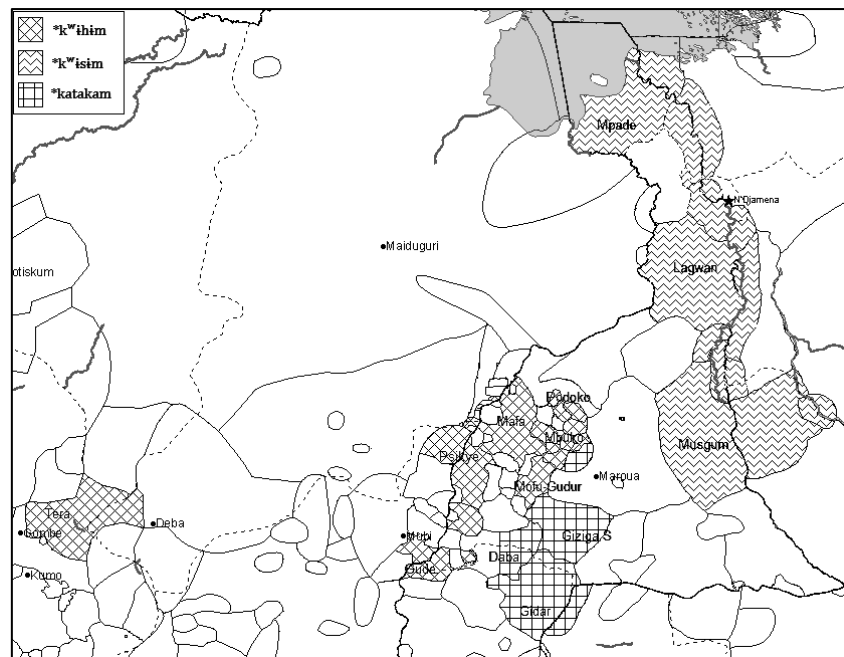 *kʷɨhɨm
*kʷɨsɨm
*katakam
Mpade
N'Djamena
Maiduguri
otiskum
Lagwan
Podoko
Mafa
Mbuko
Psikye
Musgum
Maroua
Mofu-Gudur
Tera
Deba
Gombe
Giziga S
Mubi
Daba
Gude
Kumo
Gidar